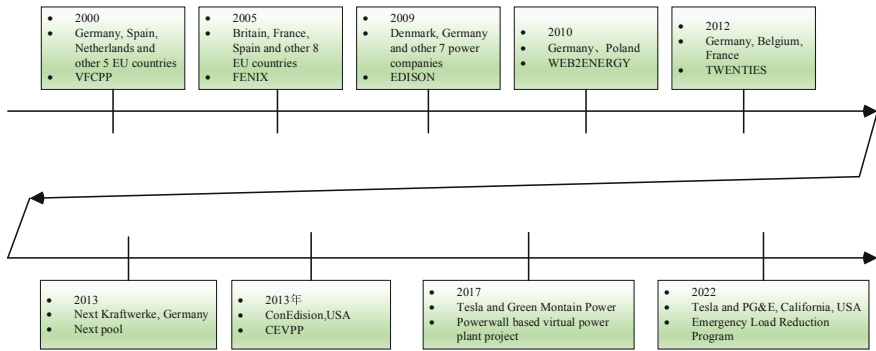 2000
Germany, Spain,
Netherlands and
other 5 EU countries
VFCPP
2005
Britain, France,
Spain and other 8
EU countries
FENIX
2009
Denmark, Germany
and other 7 power
companies
EDISON
2010
Germany、Poland
WEB2ENERGY
2012
Germany, Belgium,
France
TWENTIES
2013
Next Kraftwerke, Germany
Next pool
2013年
ConEdision,USA
CEVPP
2017
Tesla and Green Montain Power
Powerwall based virtual power
plant project
2022
Tesla and PG&E, California, USA
Emergency Load Reduction
Program